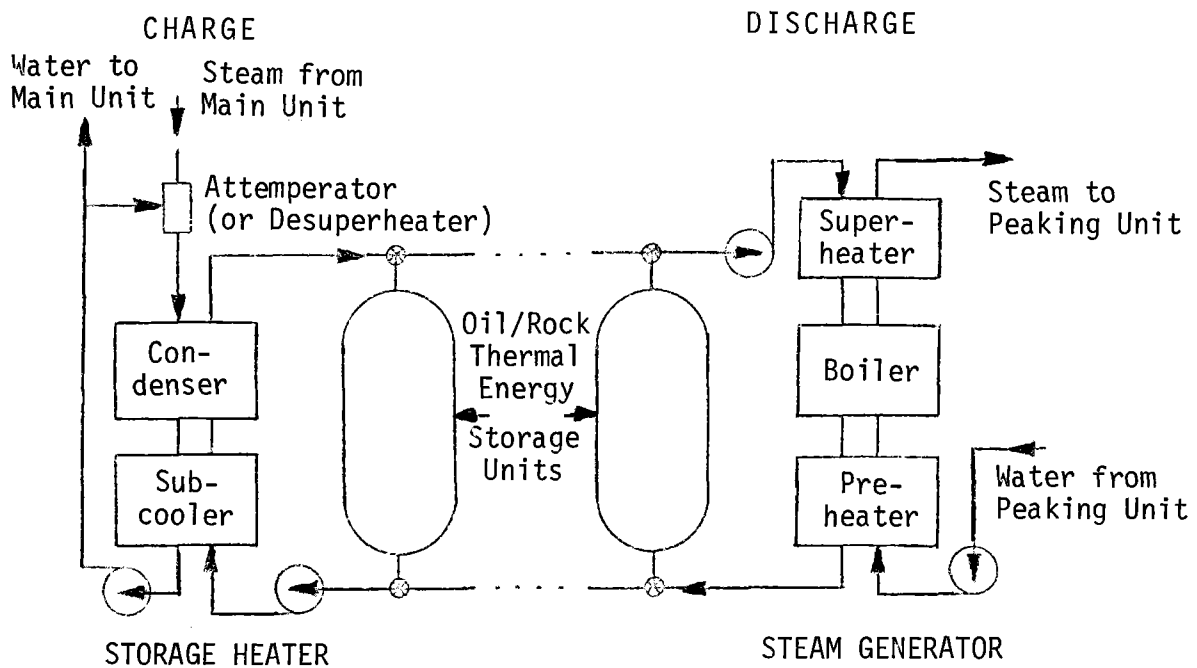 CHARGE
DISCHARGE
Water to
Main Unit
Steam from
Main Unit
Attemperator
(or Desuperheater)
Steam to
Peaking Unit
Super-
heater
Con-
denser
Oil/Rock
Thermal
Energy
Storage
Units
Boiler
Sub-
cooler
Pre-
heater
Water from
Peaking Unit
STORAGE HEATER
STEAM GENERATOR